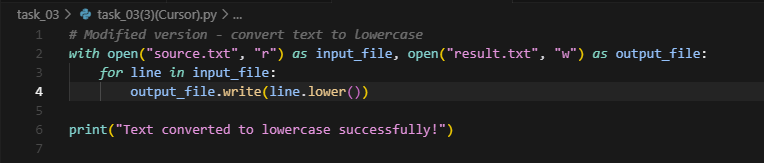 task_03 > task_03(3)(Cursor).py > ...
1 # Modified version - convert text to lowercase
2 with open("source.txt", "r") as input_file, open("result.txt", "w") as output_file:
3     for line in input_file:
4         output_file.write(line.lower())
5
6 print("Text converted to lowercase successfully!")
7